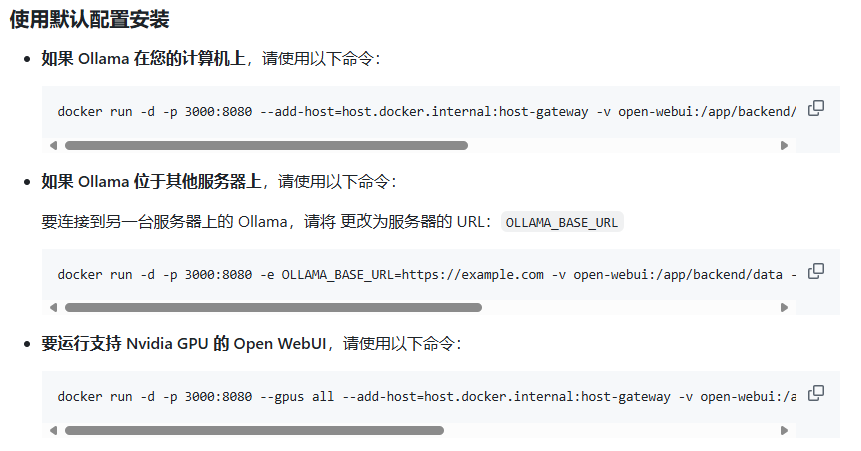 使用默认配置安装
如果 Ollama 在您的计算机上，请使用以下命令：
docker run -d -p 3000:8080 --add-host=host.docker.internal:host-gateway -v open-webui:/app/backend/
如果 Ollama 位于其他服务器上，请使用以下命令：
要连接到另一台服务器上的 Ollama，请将 更改为服务器的 URL： OLLAMA_BASE_URL
docker run -d -p 3000:8080 -e OLLAMA_BASE_URL=https://example.com -v open-webui:/app/backend/data -
要运行支持 Nvidia GPU 的 Open WebUI，请使用以下命令：
docker run -d -p 3000:8080 --gpus all --add-host=host.docker.internal:host-gateway -v open-webui:/a